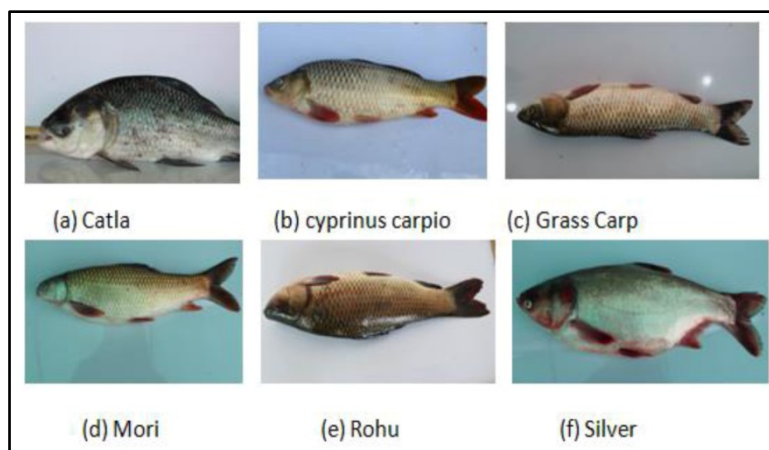 (a) Catla
(b) cyprinus carpio
(c) Grass Carp
(d) Mori
(e) Rohu
(f) Silver